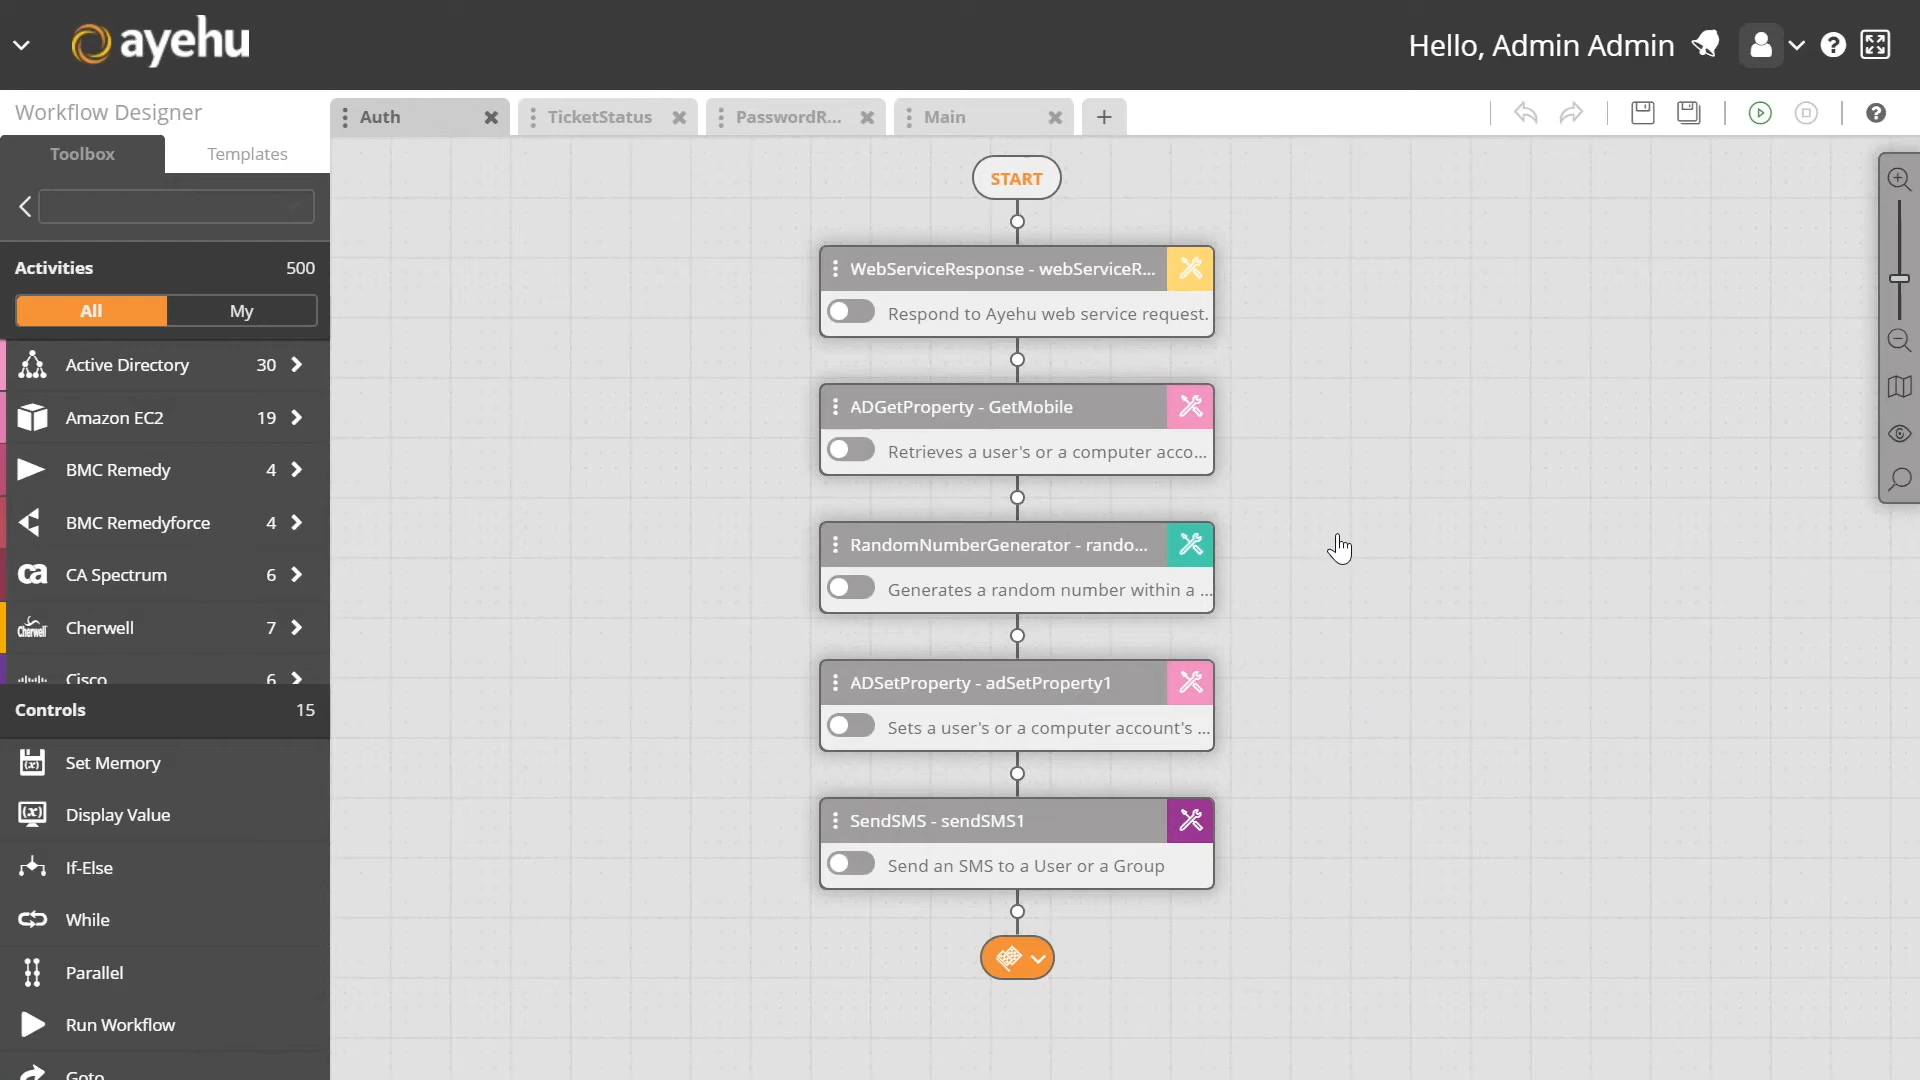 ayehu
Hello, Admin Admin
Workflow Designer
Auth
TicketStatus
PasswordR...
Main
Toolbox
Templates
START
Activities 500
All
My
Active Directory 30
Amazon EC2 19
BMC Remedy 4
BMC Remedyforce 4
ca CA Spectrum 6
Cherwell Cherwell 7
Cisco 6
Controls 15
(x) Set Memory
(x) Display Value
If-Else
While
Parallel
Run Workflow
Goto
WebServiceResponse - webServiceR...
Respond to Ayehu web service request.
ADGetProperty - GetMobile
Retrieves a user's or a computer acco...
RandomNumberGenerator - rando...
Generates a random number within a ...
ADSetProperty - adSetProperty1
Sets a user's or a computer account's ...
SendSMS - sendSMS1
Send an SMS to a User or a Group